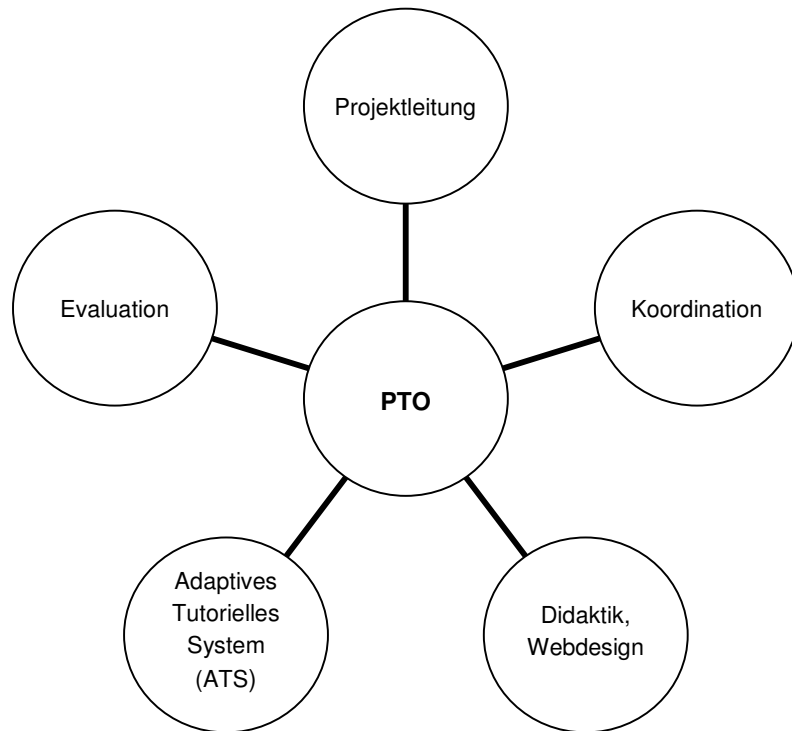 Projektleitung
Evaluation
Koordination
PTO
Adaptives
Tutorielles
System
(ATS)
Didaktik,
Webdesign